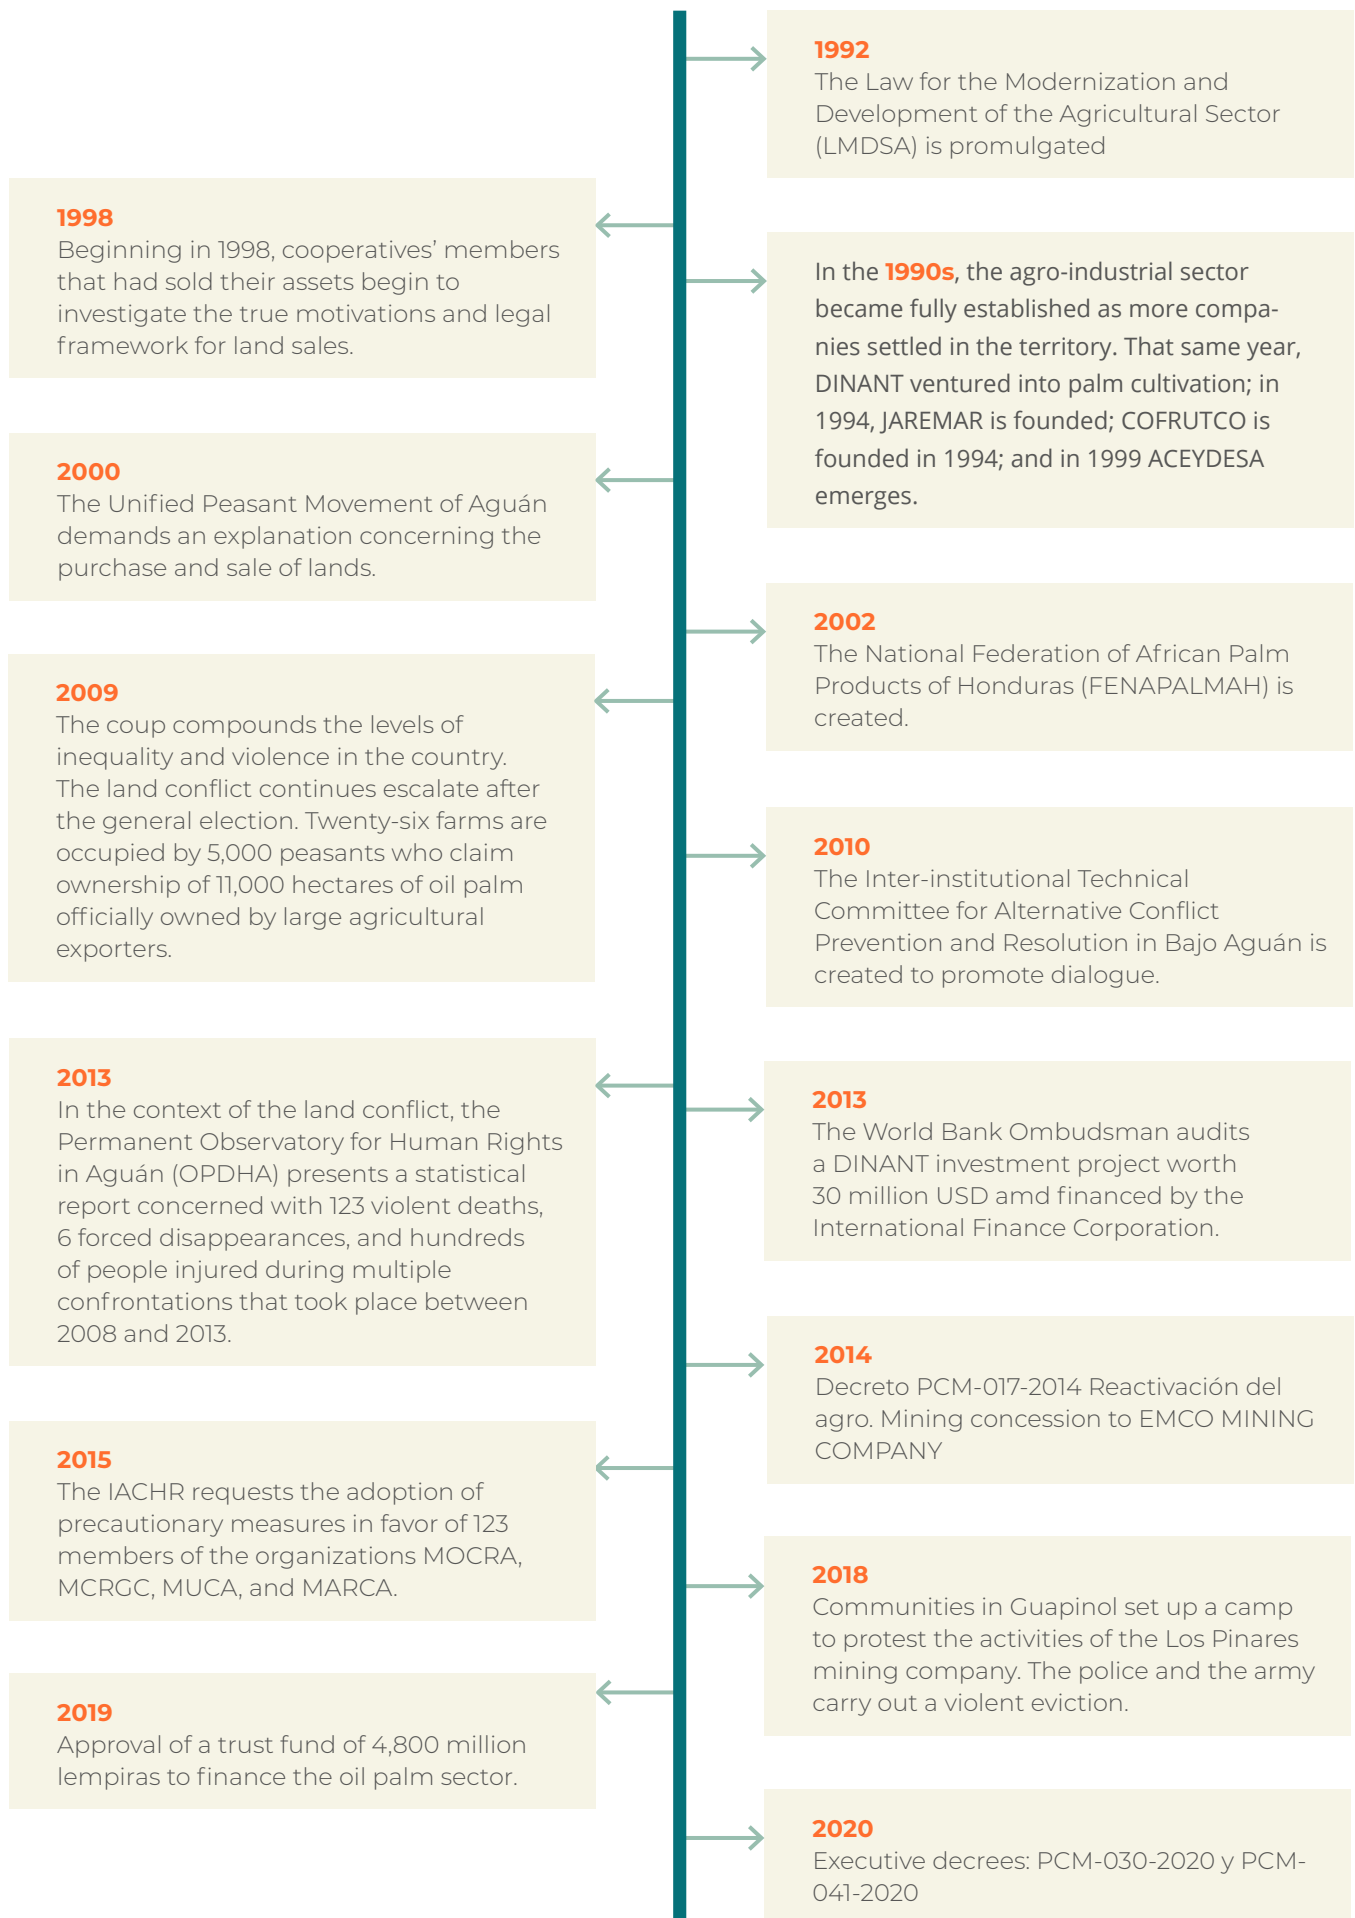 1992
The Law for the Modernization and
Development of the Agricultural Sector
(LMDSA) is promulgated
1998
Beginning in 1998, cooperatives’ members
that had sold their assets begin to
investigate the true motivations and legal
framework for land sales.
In the 1990s, the agro-industrial sector
became fully established as more compa-
nies settled in the territory. That same year,
DINANT ventured into palm cultivation; in
1994, JAREMAR is founded; COFRUTCO is
founded in 1994; and in 1999 ACEYDESA
emerges.
2000
The Unified Peasant Movement of Aguán
demands an explanation concerning the
purchase and sale of lands.
2002
The National Federation of African Palm
Products of Honduras (FENAPALMAH) is
created.
2009
The coup compounds the levels of
inequality and violence in the country.
The land conflict continues escalate after
the general election. Twenty-six farms are
occupied by 5,000 peasants who claim
ownership of 11,000 hectares of oil palm
officially owned by large agricultural
exporters.
2010
The Inter-institutional Technical
Committee for Alternative Conflict
Prevention and Resolution in Bajo Aguán is
created to promote dialogue.
2013
In the context of the land conflict, the
Permanent Observatory for Human Rights
in Aguán (OPDHA) presents a statistical
report concerned with 123 violent deaths,
6 forced disappearances, and hundreds
of people injured during multiple
confrontations that took place between
2008 and 2013.
2013
The World Bank Ombudsman audits
a DINANT investment project worth
30 million USD amd financed by the
International Finance Corporation.
2014
Decreto PCM-017-2014 Reactivación del
agro. Mining concession to EMCO MINING
COMPANY
2015
The IACHR requests the adoption of
precautionary measures in favor of 123
members of the organizations MOCRA,
MCRGC, MUCA, and MARCA.
2018
Communities in Guapinol set up a camp
to protest the activities of the Los Pinares
mining company. The police and the army
carry out a violent eviction.
2019
Approval of a trust fund of 4,800 million
lempiras to finance the oil palm sector.
2020
Executive decrees: PCM-030-2020 y PCM-
041-2020